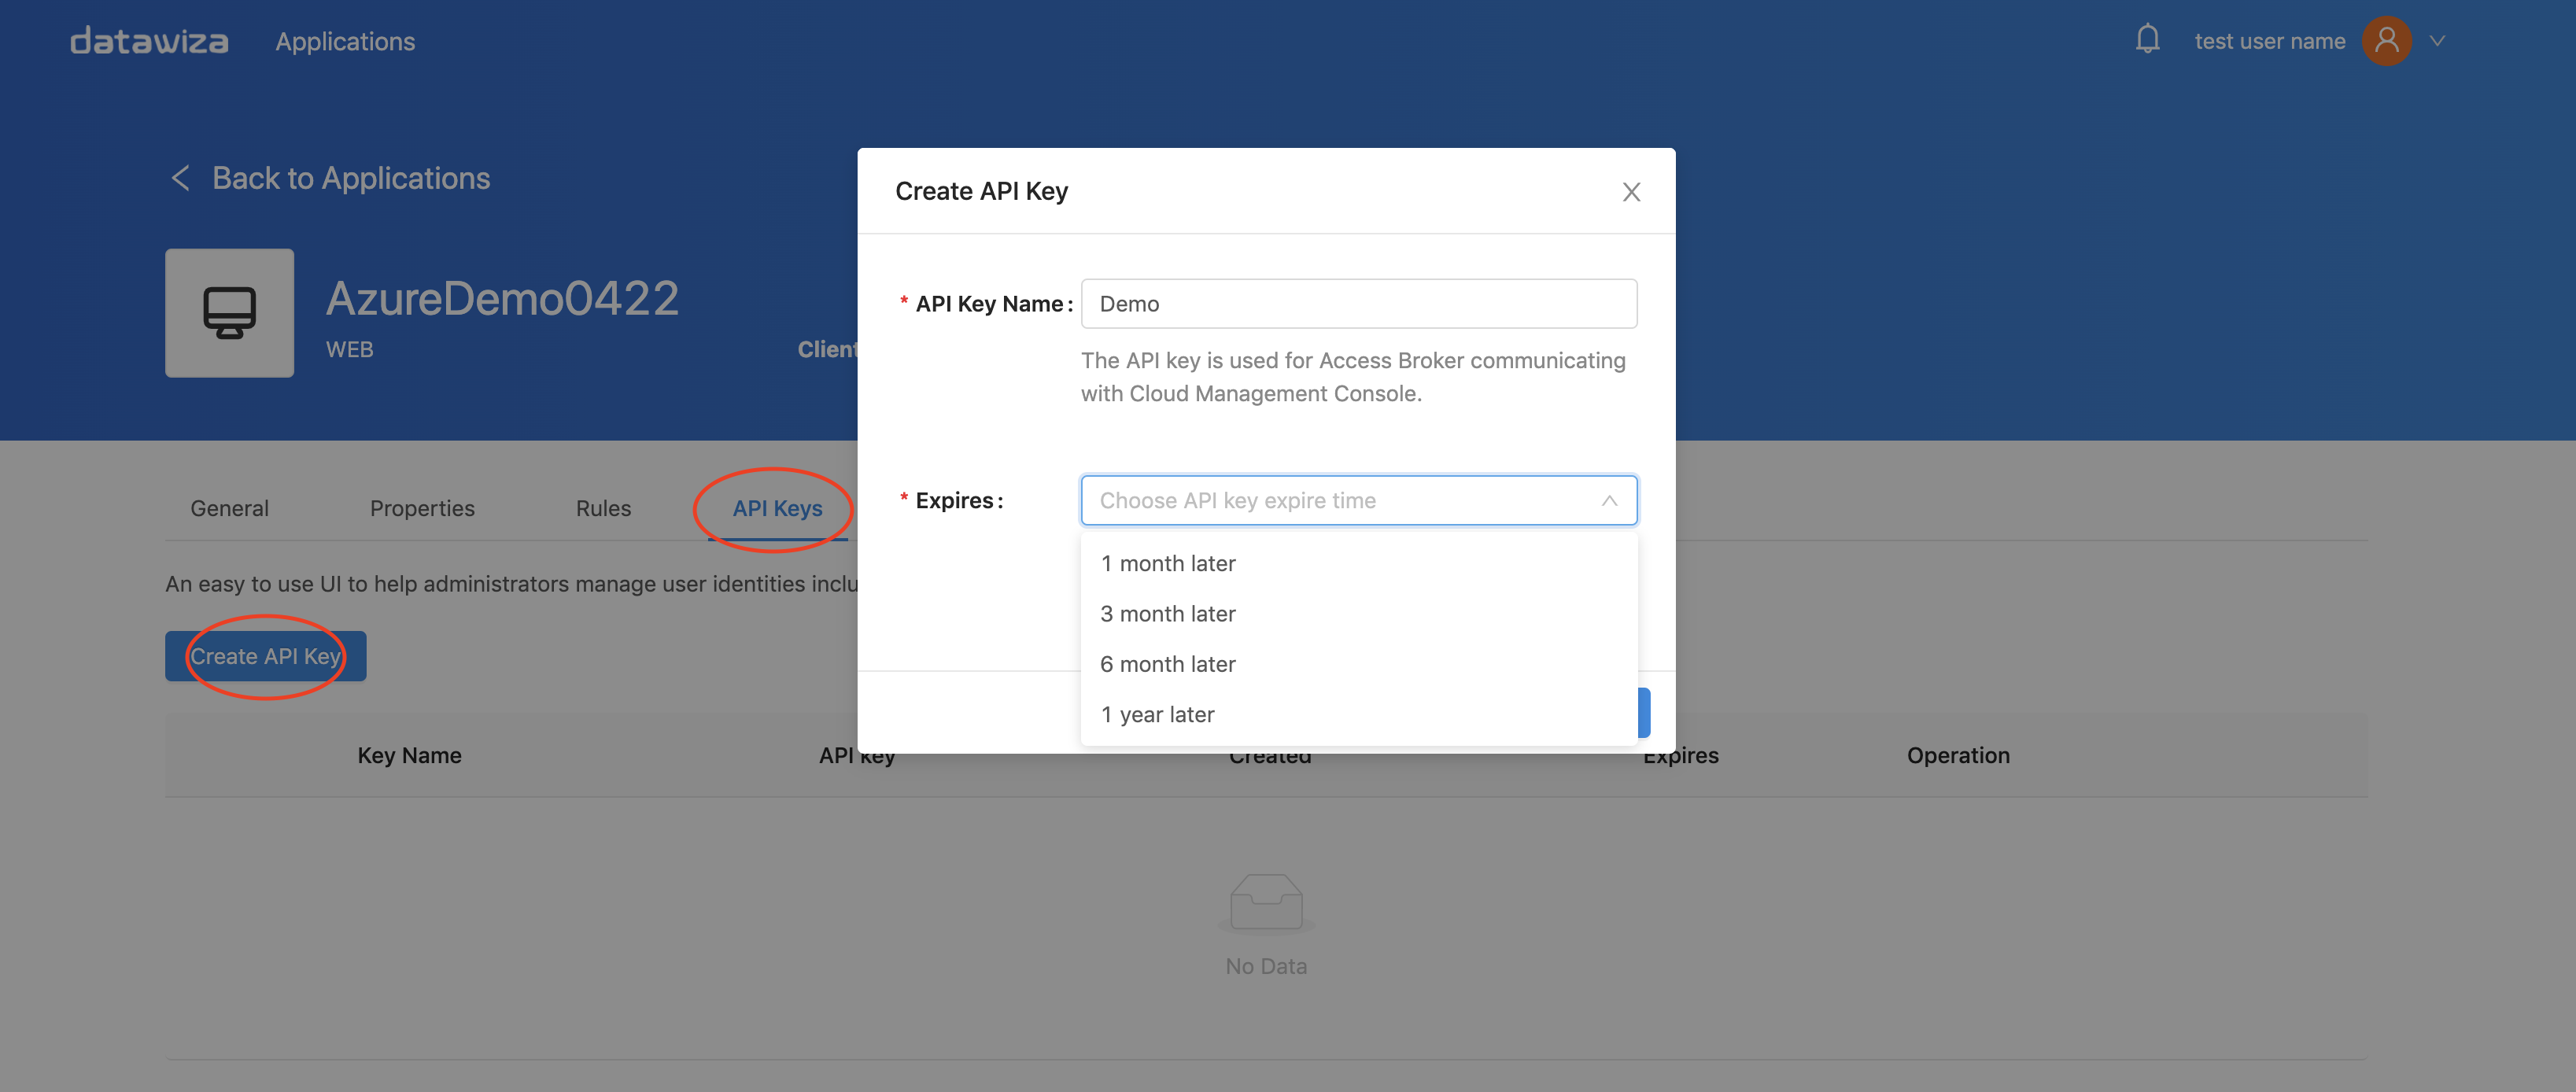 datawiza
Applications
test user name
Back to Applications
AzureDemo0422
WEB
Client
Create API Key
* API Key Name:
Demo
The API key is used for Access Broker communicating
with Cloud Management Console.
* Expires:
Choose API key expire time
1 month later
3 month later
6 month later
1 year later
General
Properties
Rules
API Keys
An easy to use UI to help administrators manage user identities inclu
Create API Key
Key Name
API key
Created
Expires
Operation
No Data